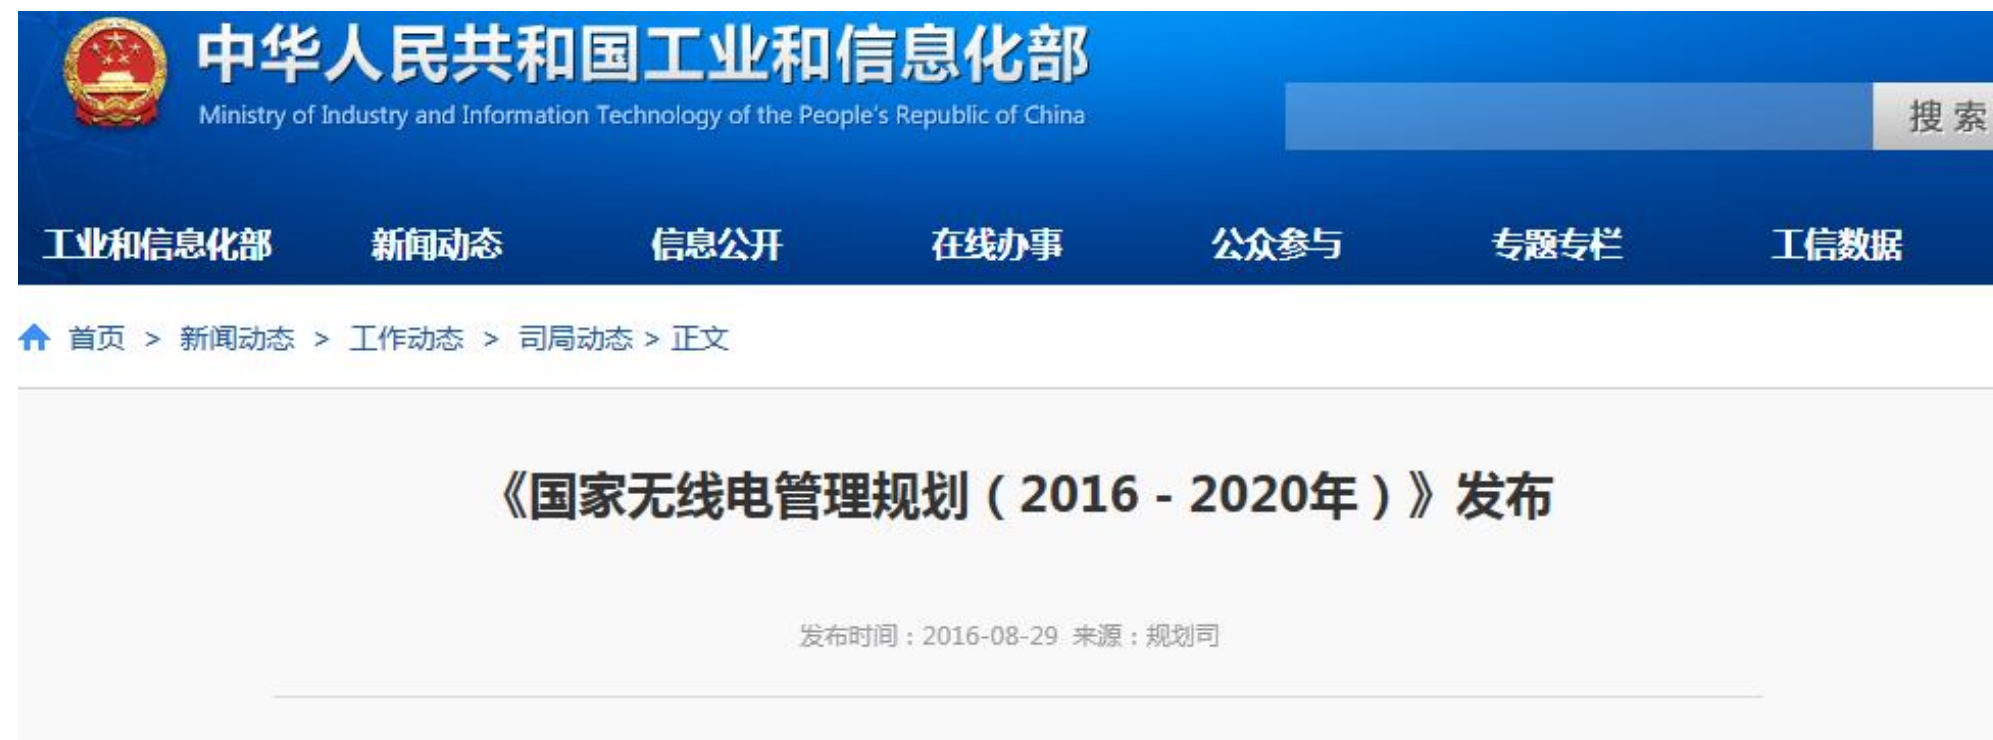 中华人民共和国工业和信息化部
Ministry of Industry and Information Technology of the People's Republic of China
搜索
工业和信息化部 新闻动态 信息公开 在线办事 公众参与 专题专栏 工信数据
首页 > 新闻动态 > 工作动态 > 司局动态 > 正文
《国家无线电管理规划（2016－2020年）》发布
发布时间：2016-08-29 来源：规划司